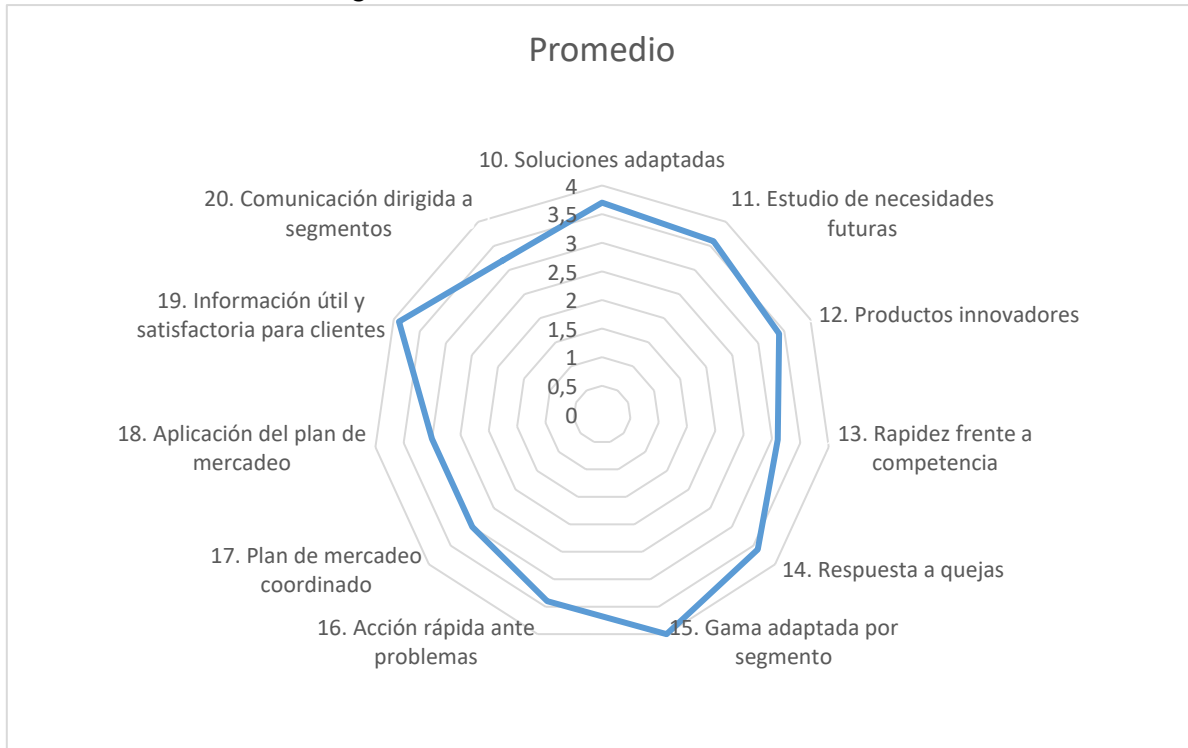 Promedio
10. Soluciones adaptadas
11. Estudio de necesidades
futuras
12. Productos innovadores
13. Rapidez frente a
competencia
14. Respuesta a quejas
15. Gama adaptada por
segmento
16. Acción rápida ante
problemas
17. Plan de mercadeo
coordinado
18. Aplicación del plan de
mercadeo
19. Información útil y
satisfactoria para clientes
20. Comunicación dirigida a
segmentos
4
3,5
3
2,5
2
1,5
1
0,5
0